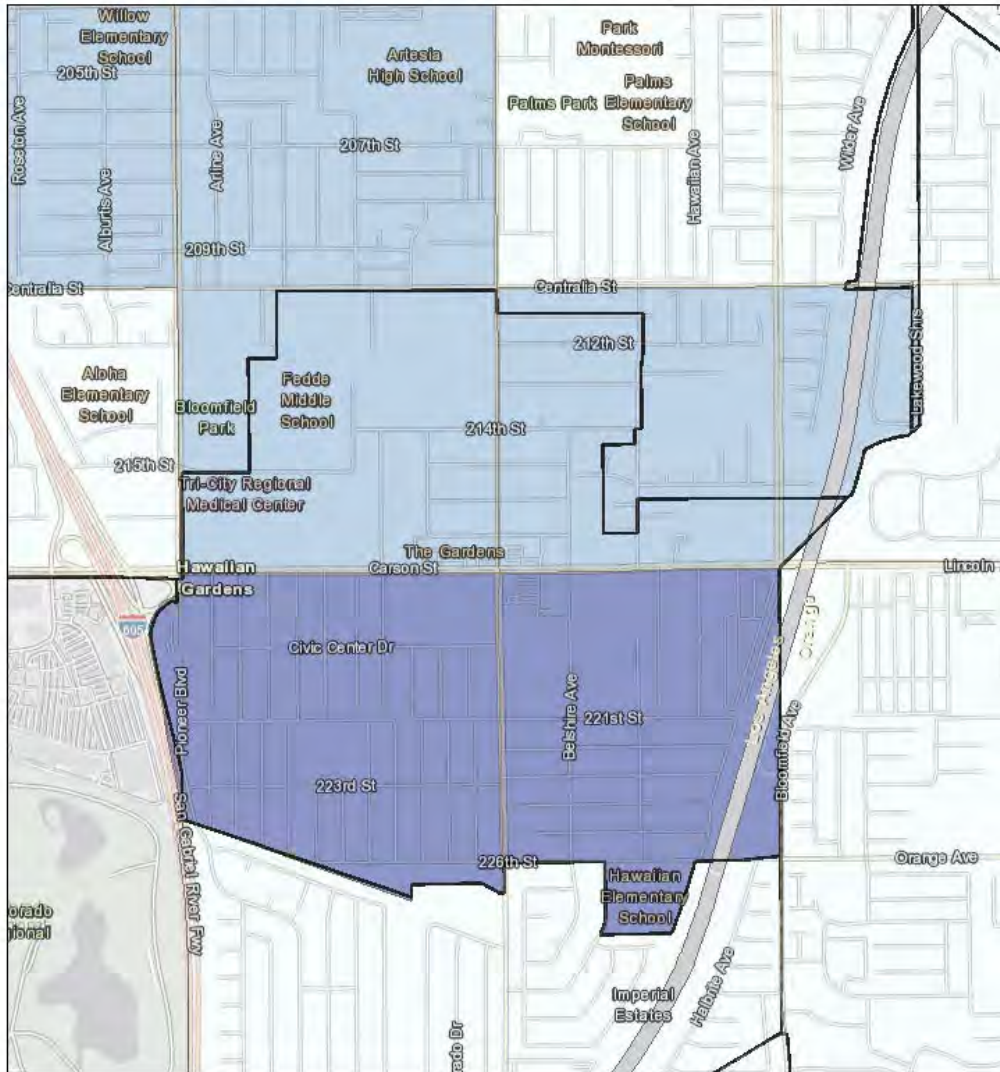 Willow
Elementary
School
Artesia
High School
Park
Montessori
Palms
Elementary
School
Palms Park
205th St
Rosston Ave
Alburtis Ave
Arline Ave
207th St
Hawaiian Ave
Wilder Ave
209th St
Centralia St
Centralia St
212th St
Lakewood-Shis
Aloha
Elementary
School
Fedde
Middle
School
Bloomfield
Park
214th St
215th St
Tri-City Regional
Medical Center
The Gardens
Carson St
Hawaiian
Gardens
Lincoln
605
Civic Center Dr
Pioneer Blvd
Belshire Ave
221st St
Los Angeles
Orange
Bloomfield Ave
223rd St
San Gabriel River Fwy
226th St
Orange Ave
Hawaiian
Elementary
School
orado
gional
Imperial
Estates
Halbrite Ave
rado Dr